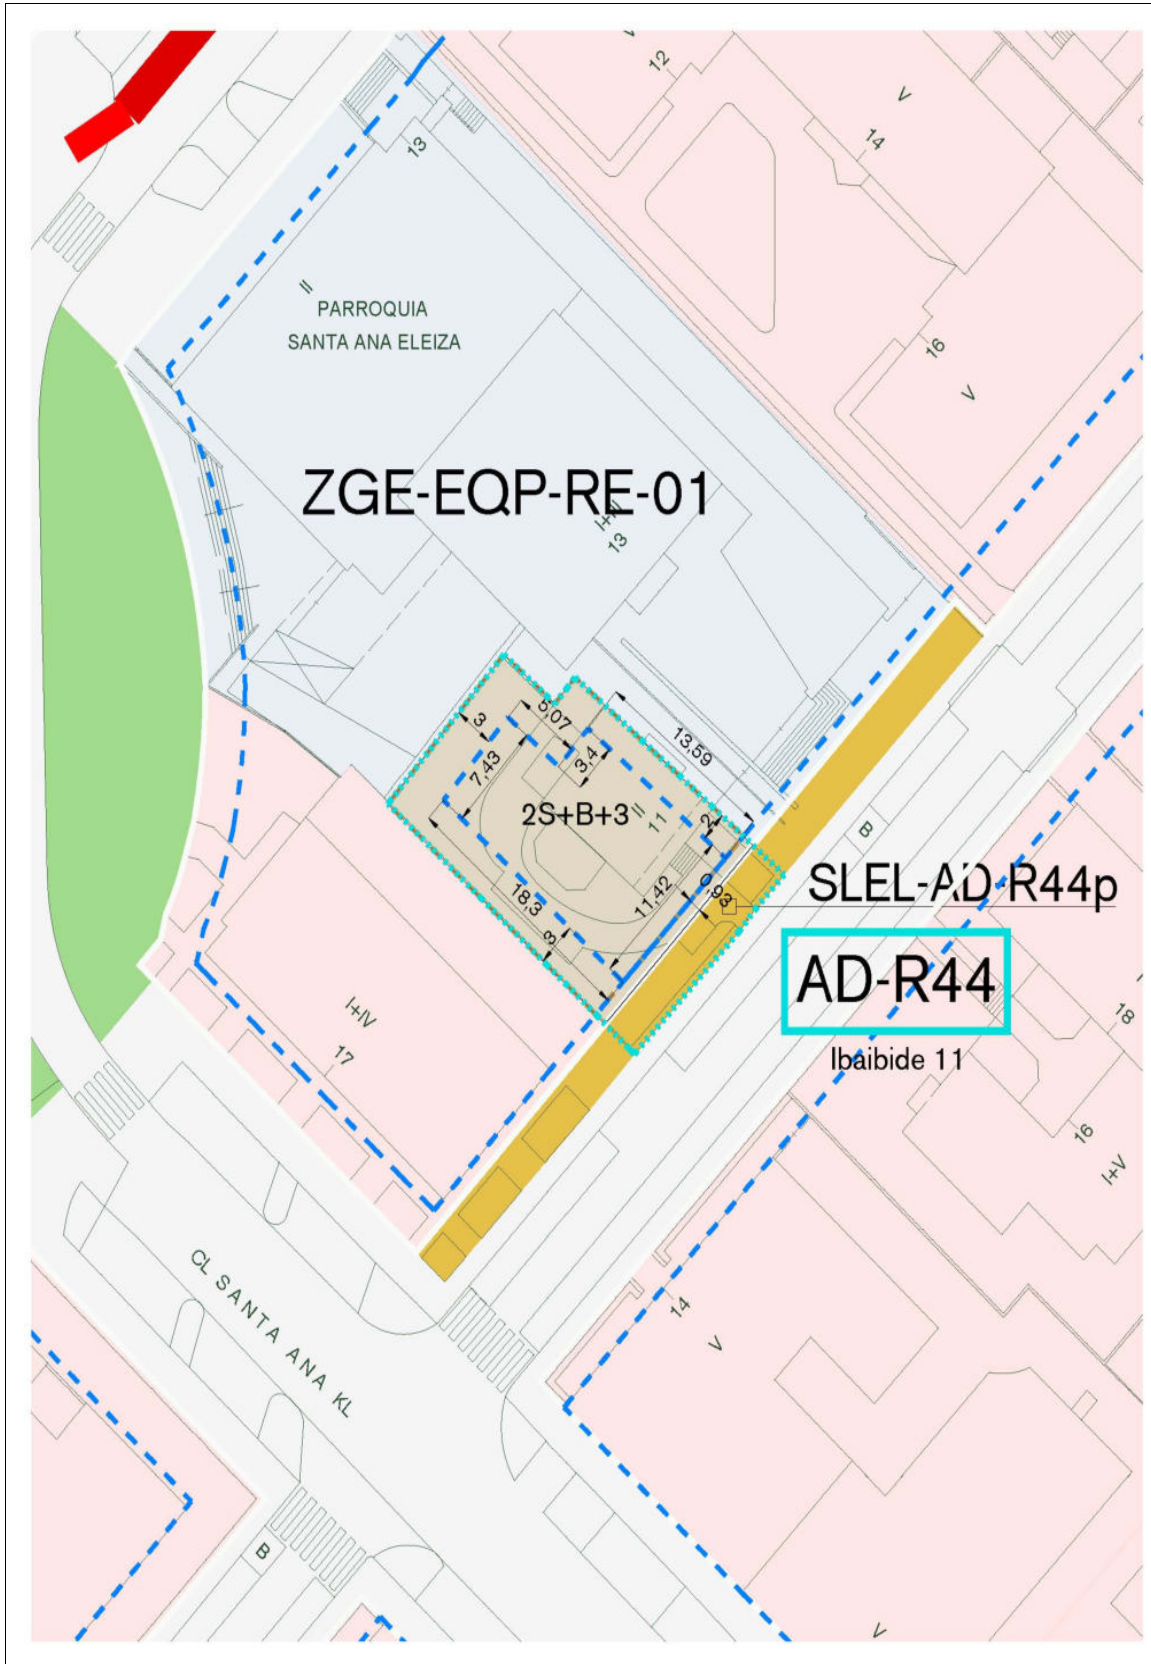 V
12
V
14
13
II
PARROQUIA
SANTA ANA ELEIZA
16
V
ZGE-EQP-RE-01
13
5,07
3
13,59
7,43
3,4
2S+B+3
II
11
2
B
SLEL-AD-R44p
0,93
11,42
18,3
3
AD-R44
Ibaibide 11
I+IV
17
18
16
I+V
14
V
CL SANTA ANA KL
B
V